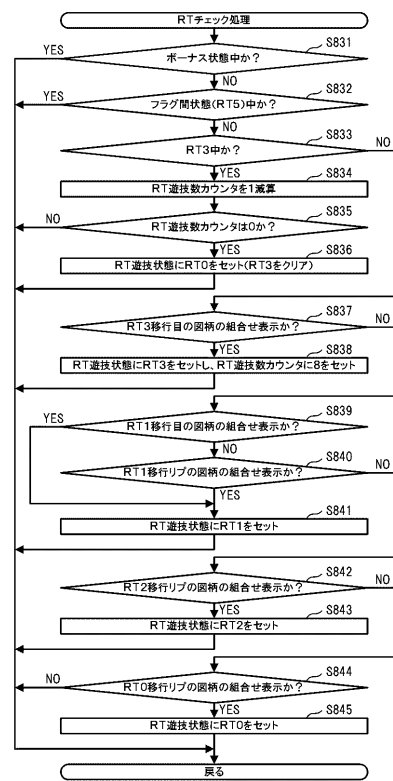 RTチェック処理
S831
YES
ボーナス状態中か?
NO
S832
YES
フラグ間状態(RT5)中か?
NO
S833
RT3中か?
NO
YES
S834
RT遊技数カウンタを1減算
S835
NO
RT遊技数カウンタは0か?
YES
S836
RT遊技状態にRT0をセット(RT3をクリア)
S837
RT3移行目の図柄の組合せ表示か?
NO
YES
S838
RT遊技状態にRT3をセットし、RT遊技数カウンタに8をセット
S839
YES
RT1移行目の図柄の組合せ表示か?
NO
S840
RT1移行リプの図柄の組合せ表示か?
NO
YES
S841
RT遊技状態にRT1をセット
S842
RT2移行リプの図柄の組合せ表示か?
NO
YES
S843
RT遊技状態にRT2をセット
S844
NO
RT0移行リプの図柄の組合せ表示か?
YES
S845
RT遊技状態にRT0をセット
戻る